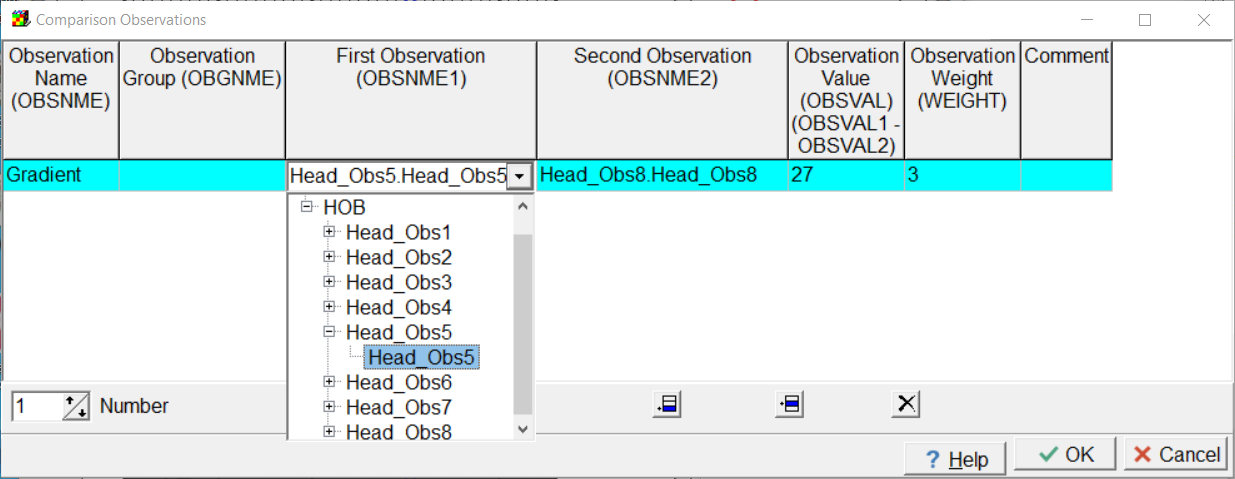 Comparison Observations
Observation Name (OBSNME)
Observation Group (OBGNME)
First Observation (OBSNME1)
Second Observation (OBSNME2)
Observation Value (OBSVAL) (OBSVAL1 - OBSVAL2)
Observation Weight (WEIGHT)
Comment
Gradient
Head_Obs5.Head_Obs5
Head_Obs8.Head_Obs8
27
3
HOB
Head_Obs1
Head_Obs2
Head_Obs3
Head_Obs4
Head_Obs5
Head_Obs5
Head_Obs6
Head_Obs7
Head_Obs8
1
Number
? Help
OK
Cancel